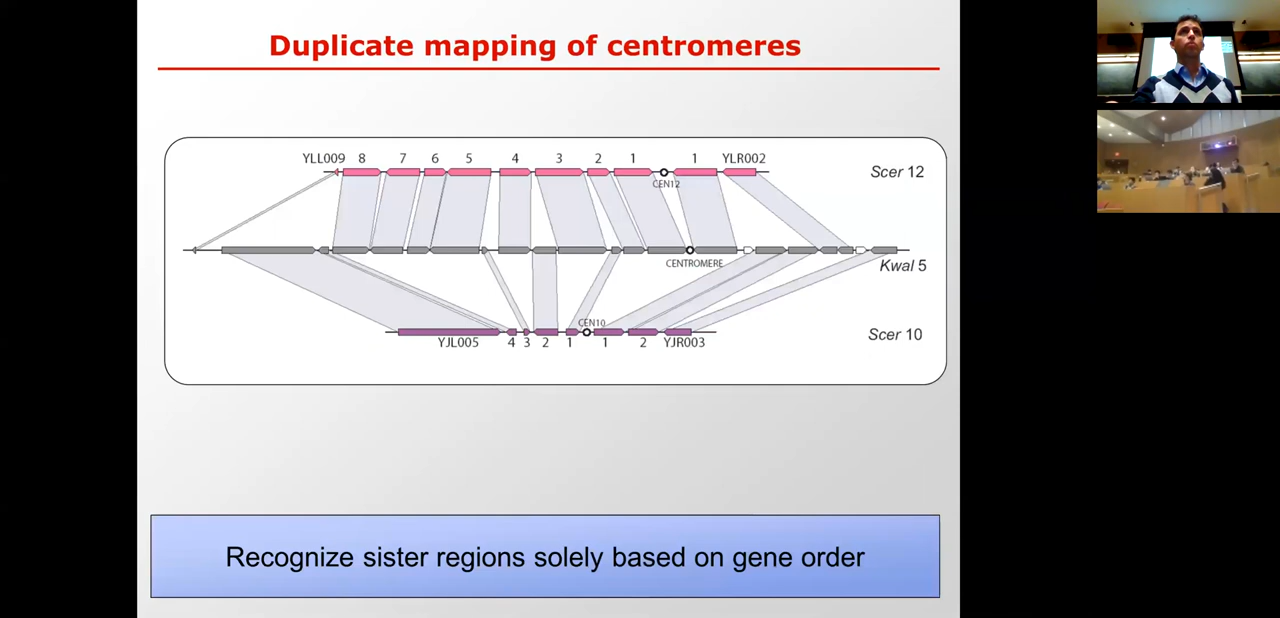 Duplicate mapping of centromeres
YLL009 8 7 6 5 4 3 2 1 1 YLR002
CEN12
Scer 12
CENTROMERE
Kwal 5
CEN10
Scer 10
YJL005 4 3 2 1 1 2 YJR003
Recognize sister regions solely based on gene order